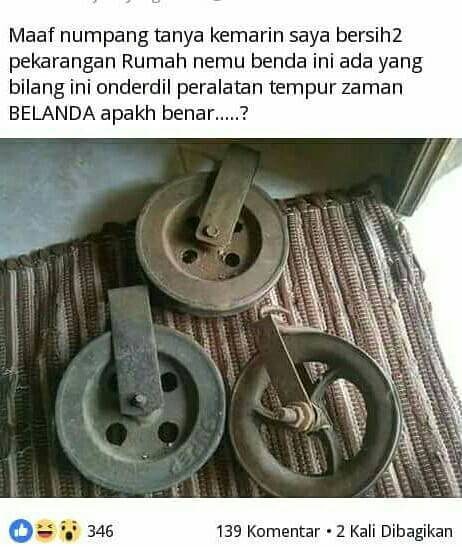 Maaf numpang tanya kemarin saya bersih2
pekarangan Rumah nemu benda ini ada yang
bilang ini onderdil peralatan tempur zaman
BELANDA apakh benar.....?
346
139 Komentar • 2 Kali Dibagikan